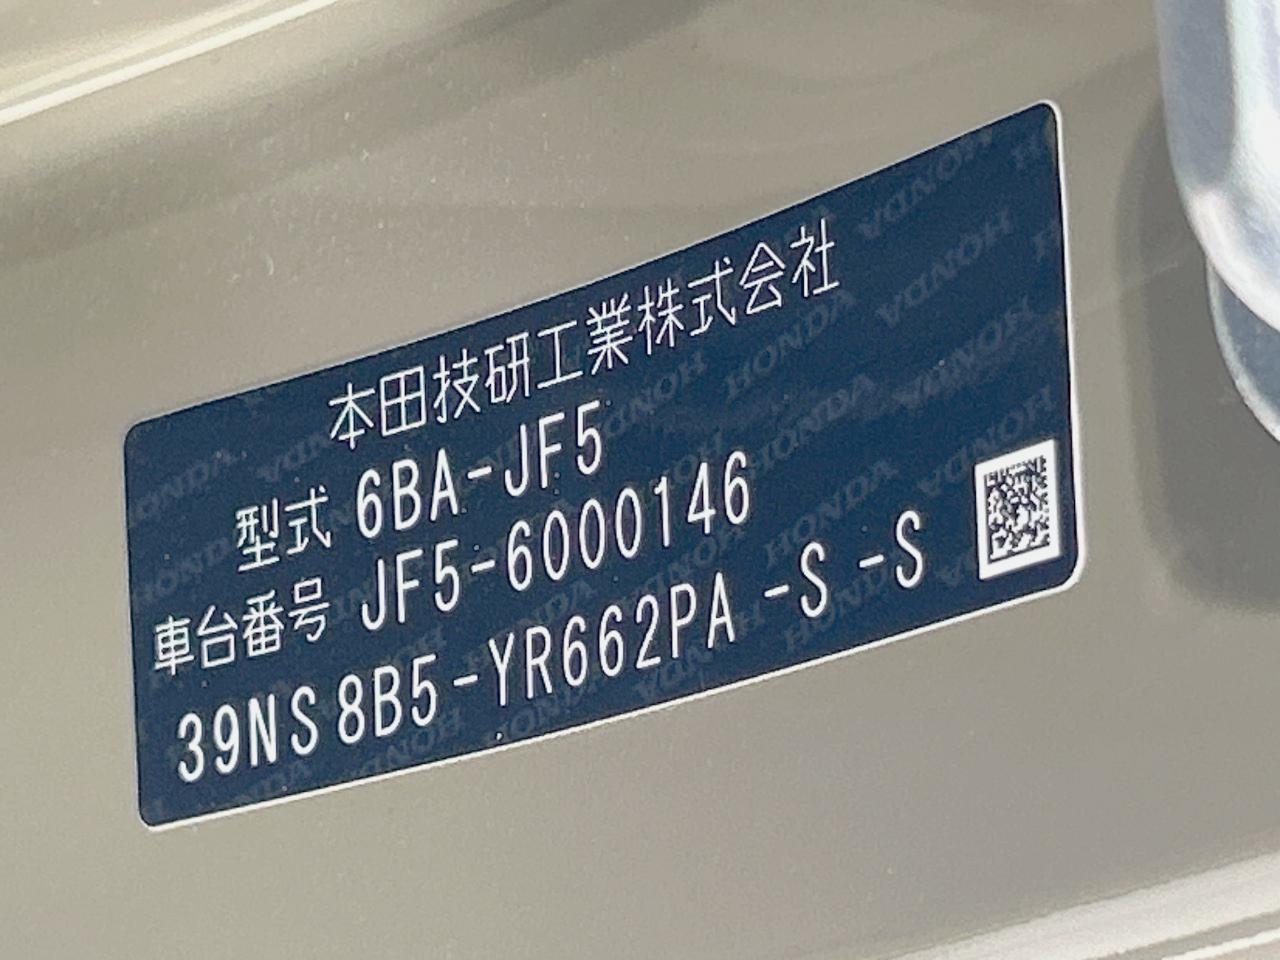 本田技研工業株式会社
型式 6BA-JF5
車台番号 JF5-6000146
39NS 8B5-YR662PA -S -S